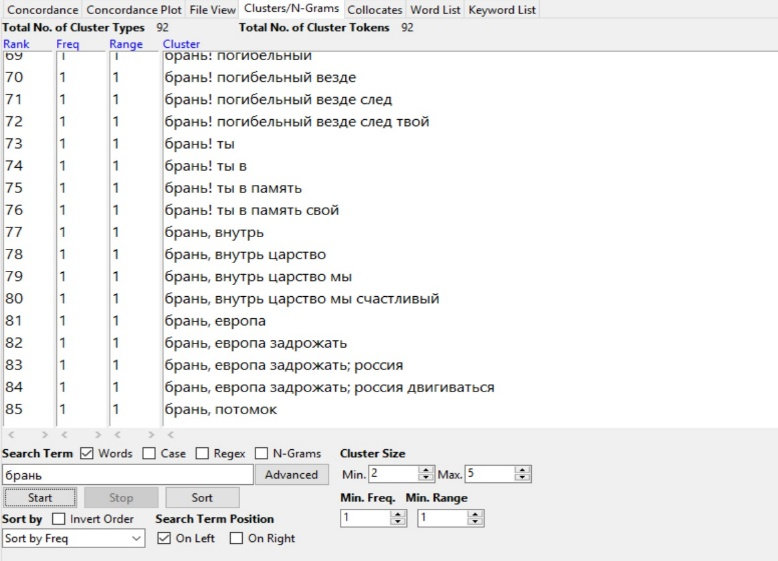 Concordance Concordance Plot File View Clusters/N-Grams Collocates Word List Keyword List
Total No. of Cluster Types 92 Total No. of Cluster Tokens 92
Rank Freq Range Cluster
69 1 1 брань! погибельный
70 1 1 брань! погибельный везде
71 1 1 брань! погибельный везде след
72 1 1 брань! погибельный везде след твой
73 1 1 брань! ты
74 1 1 брань! ты в
75 1 1 брань! ты в память
76 1 1 брань! ты в память свой
77 1 1 брань, внутрь
78 1 1 брань, внутрь царство
79 1 1 брань, внутрь царство мы
80 1 1 брань, внутрь царство мы счастливый
81 1 1 брань, европа
82 1 1 брань, европа задрожать
83 1 1 брань, европа задрожать; россия
84 1 1 брань, европа задрожать; россия двигиваться
85 1 1 брань, потомок
Search Term Words Case Regex N-Grams Cluster Size
брань Advanced Min. 2 Max. 5
Start Stop Sort Min. Freq. Min. Range
Sort by Invert Order Search Term Position 1 1
Sort by Freq On Left On Right